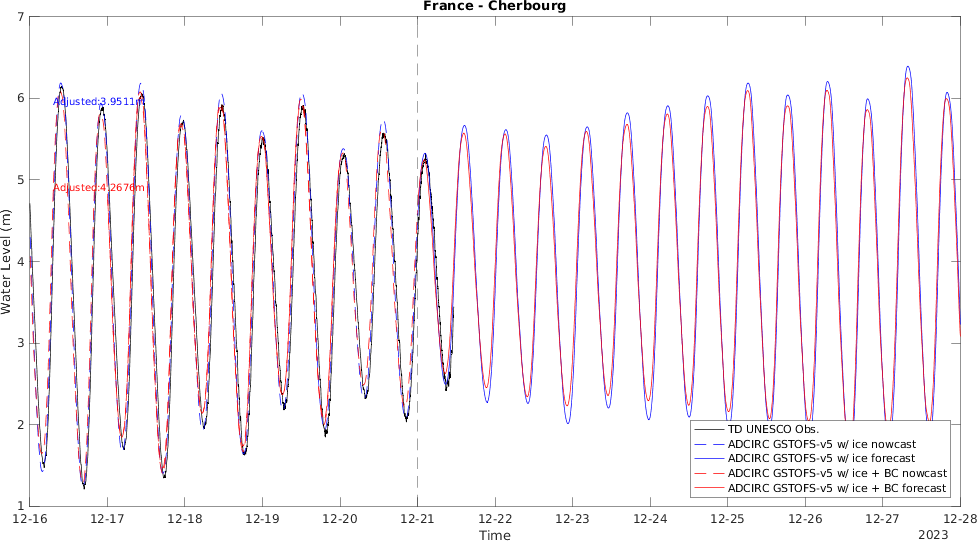 France - Cherbourg
7
6
5
4
3
2
1
Water Level (m)
Adjusted:3.9511m
Adjusted:4.2676m
TD UNESCO Obs.
ADCIRC GSTOFS-v5 w/ ice nowcast
ADCIRC GSTOFS-v5 w/ ice forecast
ADCIRC GSTOFS-v5 w/ ice + BC nowcast
ADCIRC GSTOFS-v5 w/ ice + BC forecast
12-16 12-17 12-18 12-19 12-20 12-21 12-22 12-23 12-24 12-25 12-26 12-27 12-28
Time
2023